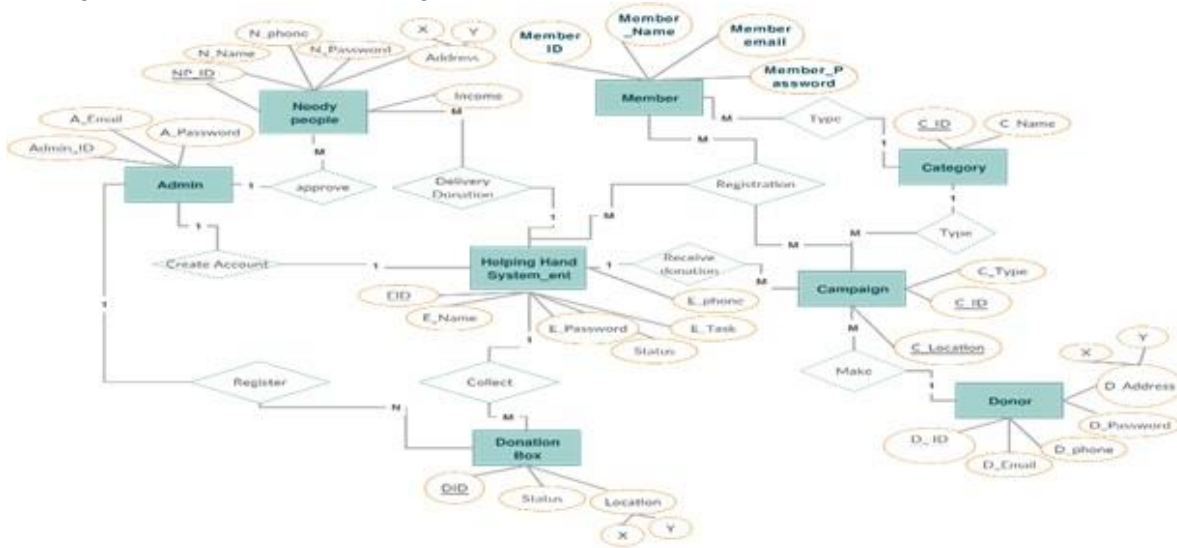 N_phone
X
Y
N_Name
N_Password
Address
NP_ID
Income
Needy
people
Member
ID
Member
_Name
Member
email
Member_P
assword
Member
Type
C_ID
C_Name
Category
A_Email
A_Password
Admin_ID
Admin
approve
Delivery
Donation
Registration
Type
Create Account
Helping Hand
System_ent
Receive
donation
Campaign
C_Type
C_ID
C_Location
E_phone
EID
E_Name
E_Password
E_Task
Status
Register
Collect
Make
X
Y
D_Address
Donor
D_Password
D_ID
D_phone
D_Email
Donation
Box
DID
Status
Location
X
Y
M
M
1
M
1
M
1
1
1
1
M
M
M
1
M
1
M
1
1
N
M
1